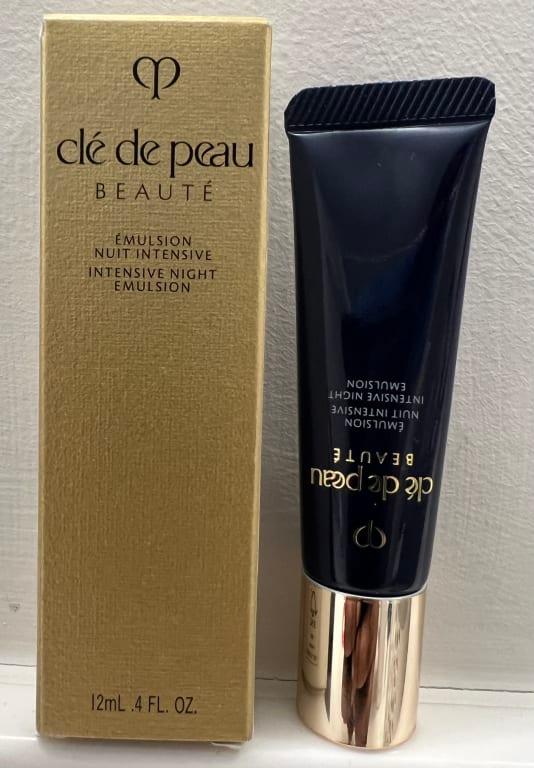 clé de peau
BEAUTÉ
ÉMULSION
NUIT INTENSIVE
INTENSIVE NIGHT
EMULSION
12mL .4 FL. OZ.
clé de peau
BEAUTÉ
ÉMULSION
NUIT INTENSIVE
INTENSIVE NIGHT
EMULSION